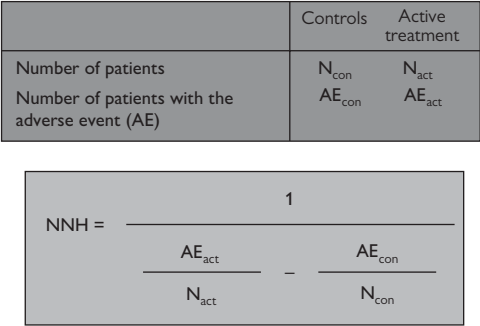 Controls Active treatment
Number of patients N_con N_act
Number of patients with the adverse event (AE) AE_con AE_act
1
NNH =
AE_act – AE_con
N_act N_con